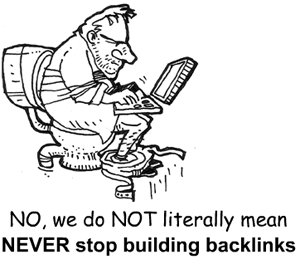 NO, we do NOT literally mean
NEVER stop building backlinks